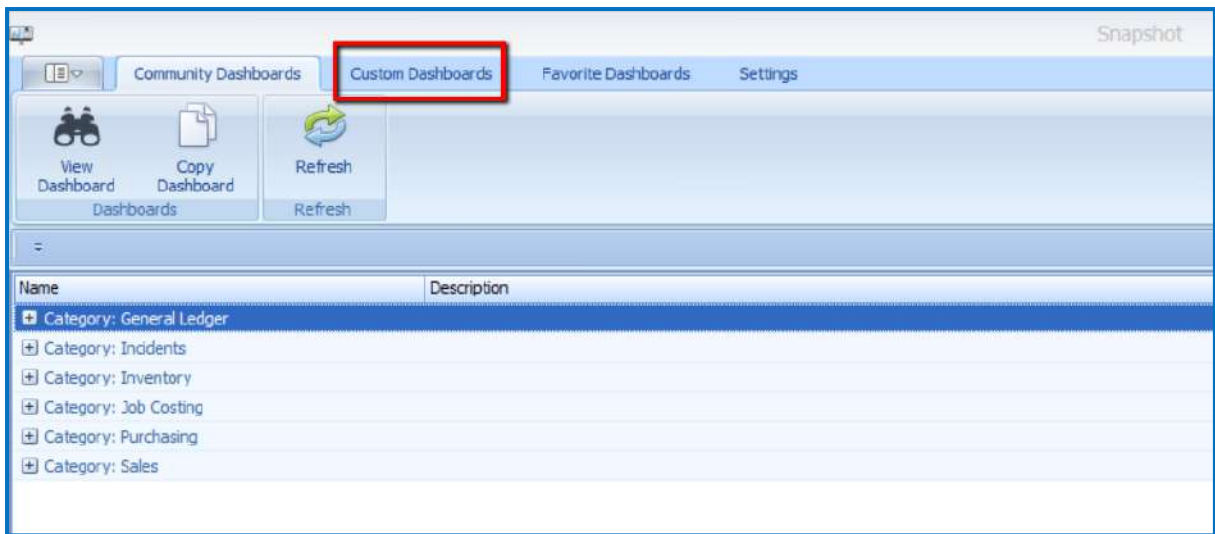 Snapshot
Community Dashboards Custom Dashboards Favorite Dashboards Settings
View Dashboard
Copy Dashboard
Refresh
Dashboards Refresh
Name Description
Category: General Ledger
Category: Incidents
Category: Inventory
Category: Job Costing
Category: Purchasing
Category: Sales